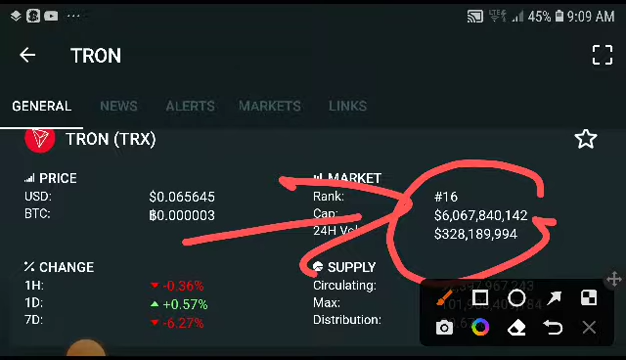 45% 9:09 AM
TRON
GENERAL NEWS ALERTS MARKETS LINKS
TRON (TRX)
PRICE
USD: $0.065645
BTC: ฿0.000003
MARKET
Rank: #16
Cap: $6,067,840,142
24H $328,189,994
CHANGE
1H: -0.36%
1D: +0.57%
7D: -6.27%
SUPPLY
Circulating:
Max:
Distribution: